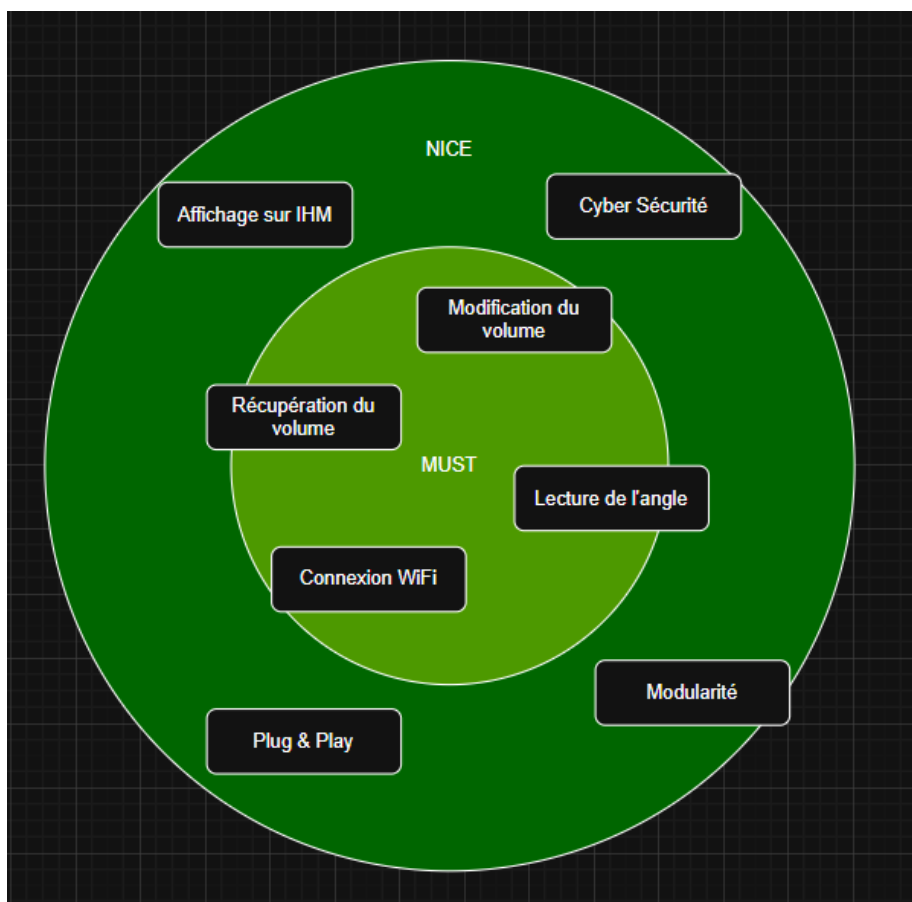 NICE
Affichage sur IHM
Cyber Sécurité
Modification du
volume
Récupération du
volume
MUST
Lecture de l'angle
Connexion WiFi
Modularité
Plug & Play